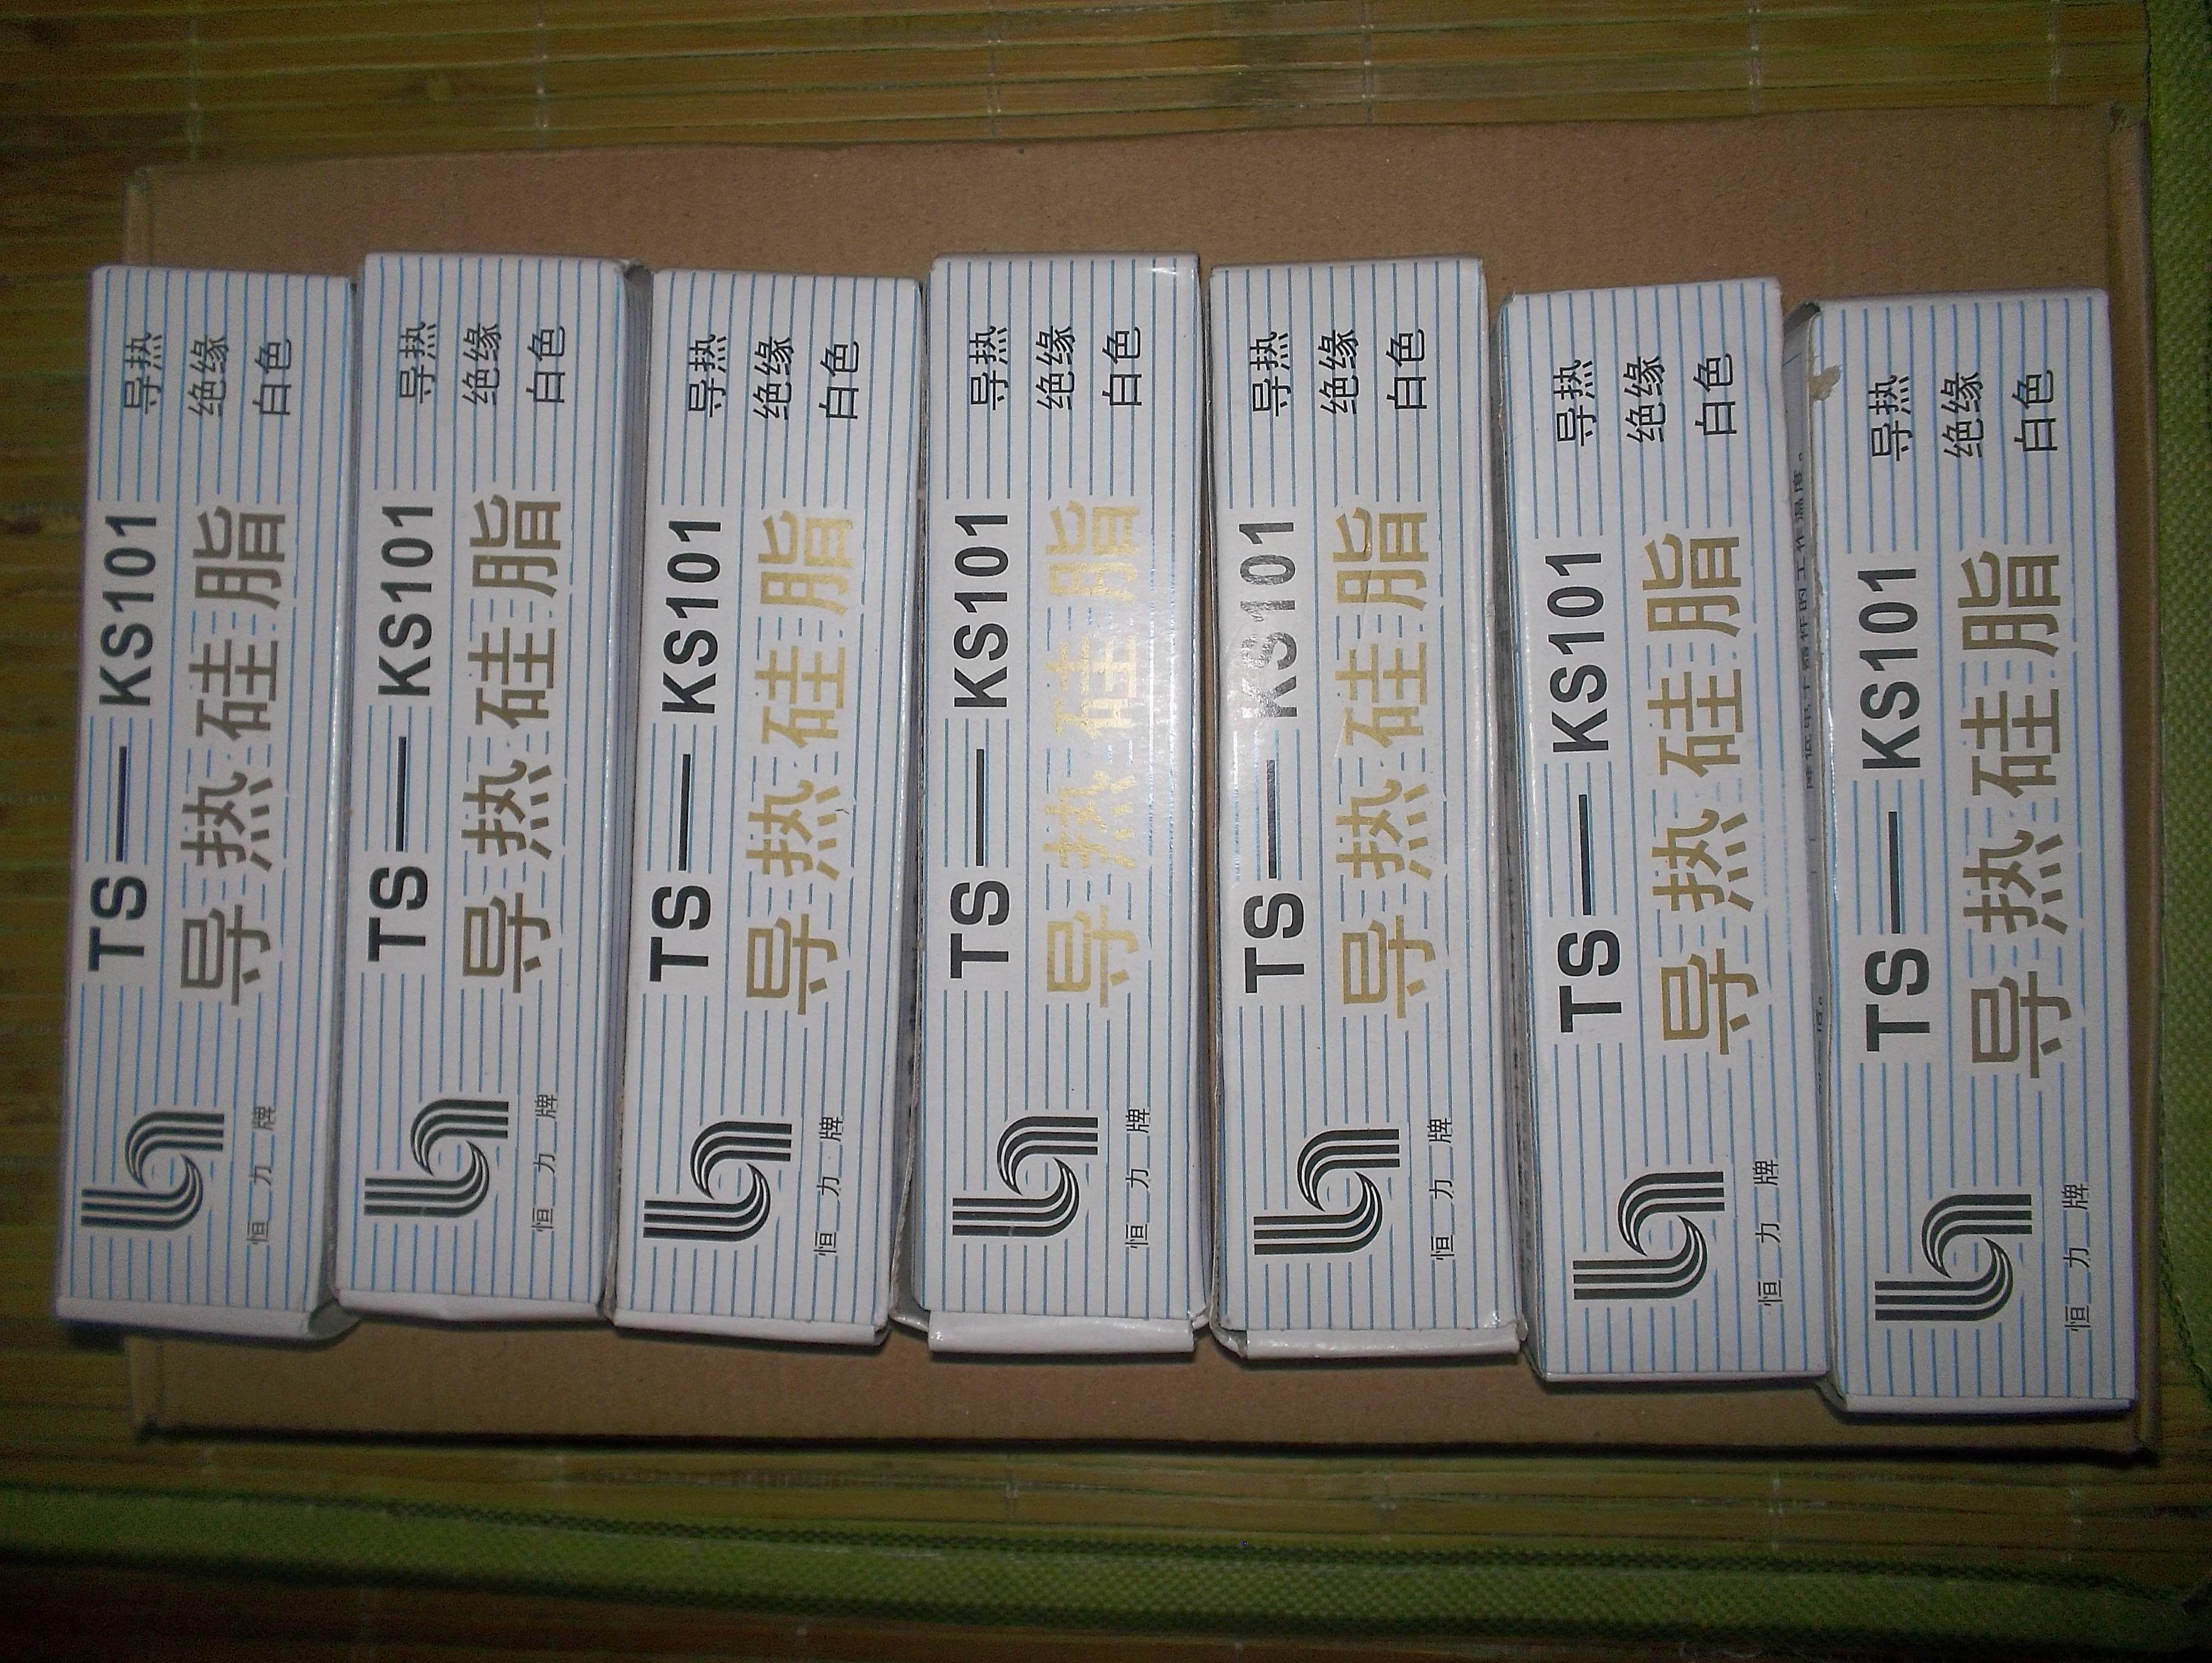 TS—KS101
导热硅脂
导热
绝缘
白色
恒力牌
TS—KS101
导热硅脂
导热
绝缘
白色
恒力牌
TS—KS101
导热硅脂
导热
绝缘
白色
恒力牌
TS—KS101
导热硅脂
导热
绝缘
白色
恒力牌
TS—KS101
导热硅脂
导热
绝缘
白色
恒力牌
TS—KS101
导热硅脂
导热
绝缘
白色
恒力牌
的工作温度。
TS—KS101
导热硅脂
导热
绝缘
白色
恒力牌